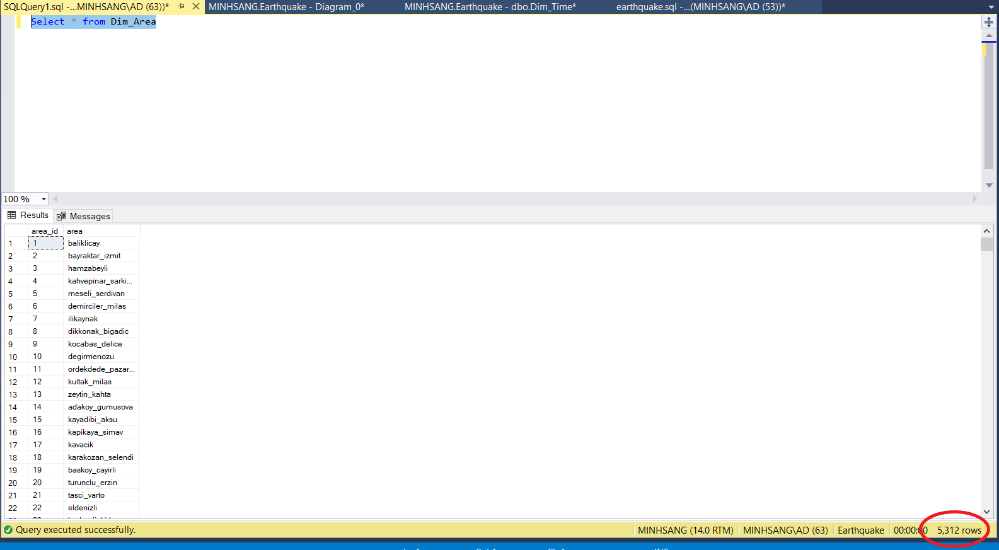 SQLQuery1.sql -...MINHSANG\AD (63))* MINHSANG.Earthquake - Diagram_0* MINHSANG.Earthquake - dbo.Dim_Time* earthquake.sql -...(MINHSANG\AD (53))*
Select * from Dim_Area
100 %
Results Messages
area_id area
1 1 baliklicay
2 2 bayraktar_izmit
3 3 hamzabeyli
4 4 kahvepinar_sarki...
5 5 meseli_serdivan
6 6 demirciler_milas
7 7 ilikaynak
8 8 dikkonak_bigadic
9 9 kocabas_delice
10 10 degirmenozu
11 11 ordekdede_pazar...
12 12 kultak_milas
13 13 zeytin_kahta
14 14 adakoy_gumusova
15 15 kayadibi_aksu
16 16 kapikaya_simav
17 17 kavacik
18 18 karakozan_selendi
19 19 baskoy_cayirli
20 20 turunclu_erzin
21 21 tasci_varto
22 22 eldenizli
Query executed successfully. MINHSANG (14.0 RTM) MINHSANG\AD (63) Earthquake 00:00:00 5,312 rows